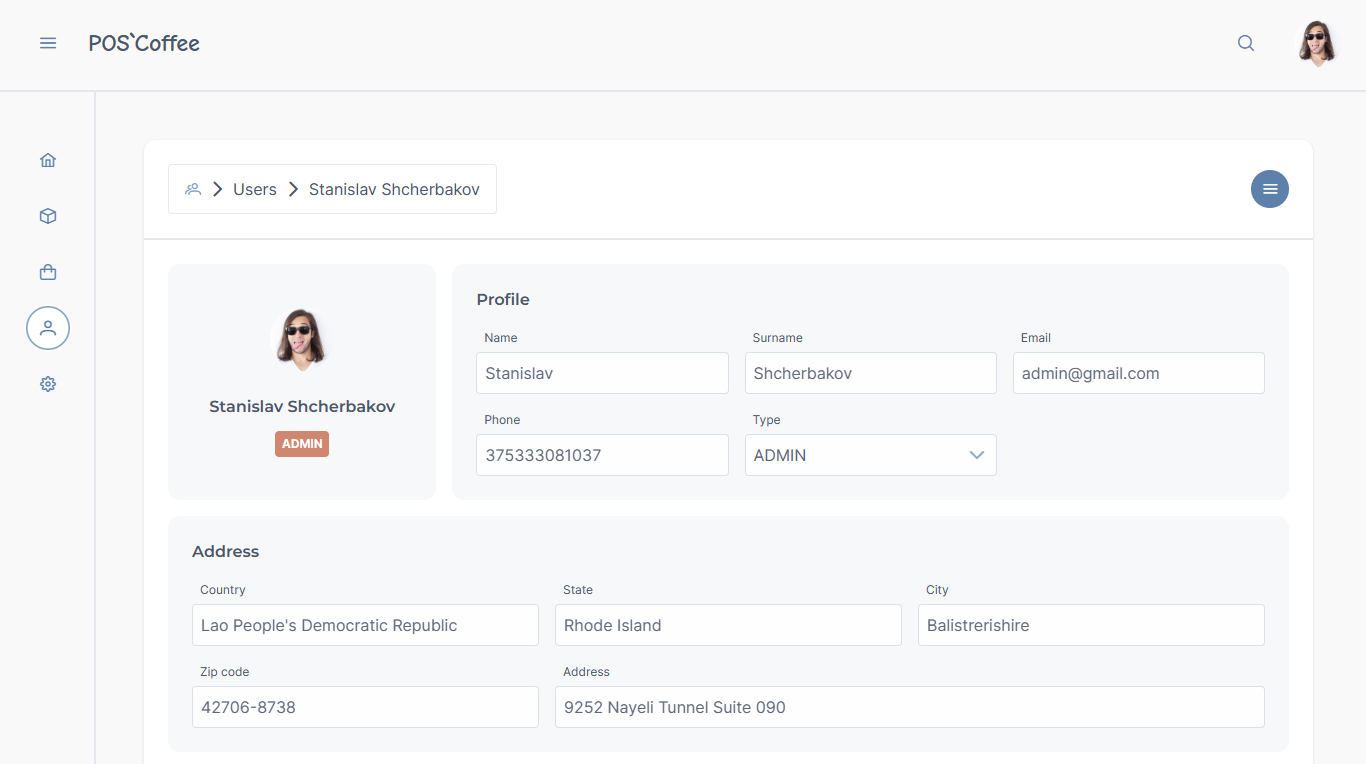 POS`Coffee
Users
Stanislav Shcherbakov
Stanislav Shcherbakov
ADMIN
Profile
Name
Surname
Email
Stanislav
Shcherbakov
admin@gmail.com
Phone
Type
375333081037
ADMIN
Address
Country
State
City
Lao People's Democratic Republic
Rhode Island
Balistrerishire
Zip code
Address
42706-8738
9252 Nayeli Tunnel Suite 090